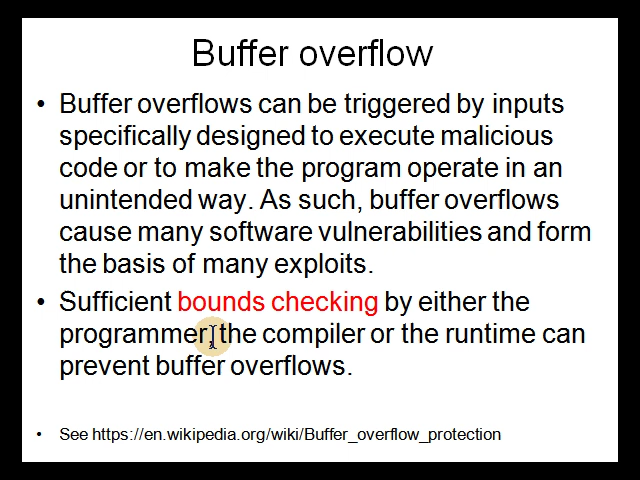 Buffer overflow
• Buffer overflows can be triggered by inputs
specifically designed to execute malicious
code or to make the program operate in an
unintended way. As such, buffer overflows
cause many software vulnerabilities and form
the basis of many exploits.
• Sufficient bounds checking by either the
programmer, the compiler or the runtime can
prevent buffer overflows.
• See https://en.wikipedia.org/wiki/Buffer_overflow_protection